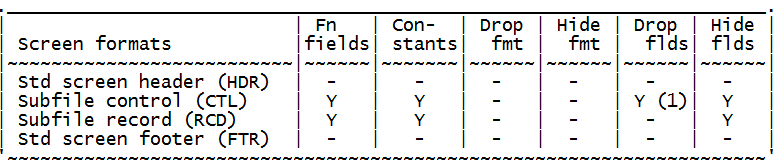 ._______________________________________________________________.
|                         | Fn   | Con-  | Drop | Hide | Drop  | Hide |
| Screen formats          |fields| stants|  fmt |  fmt |  flds | flds |
|~~~~~~~~~~~~~~~~~~~~~~~~~|~~~~~~|~~~~~~~|~~~~~~|~~~~~~|~~~~~~~|~~~~~~|
| Std screen header (HDR) |  -   |   -   |  -   |  -   |   -   |  -   |
| Subfile control (CTL)   |  Y   |   Y   |  -   |  -   | Y (1) |  Y   |
| Subfile record (RCD)    |  Y   |   Y   |  -   |  -   |   -   |  Y   |
| Std screen footer (FTR) |  -   |   -   |  -   |  -   |   -   |  -   |
'~~~~~~~~~~~~~~~~~~~~~~~~~~~~~~~~~~~~~~~~~~~~~~~~~~~~~~~~~~~~~~~'